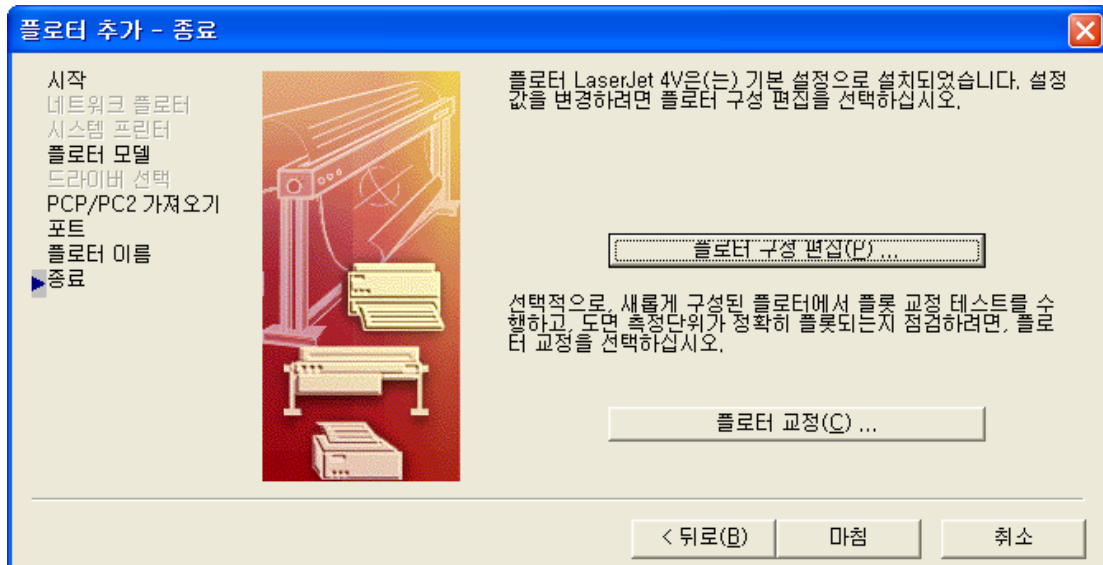 플로터 추가 - 종료
시작
네트워크 플로터
시스템 프린터
플로터 모델
드라이버 선택
PCP/PC2 가져오기
포트
플로터 이름
종료
플로터 LaserJet 4V은(는) 기본 설정으로 설치되었습니다. 설정
값을 변경하려면 플로터 구성 편집을 선택하십시오.
플로터 구성 편집(P) ...
선택적으로, 새롭게 구성된 플로터에서 플롯 교정 테스트를 수
행하고, 도면 측정단위가 정확히 플롯되는지 점검하려면, 플로
터 교정을 선택하십시오.
플로터 교정(C) ...
< 뒤로(B)
마침
취소